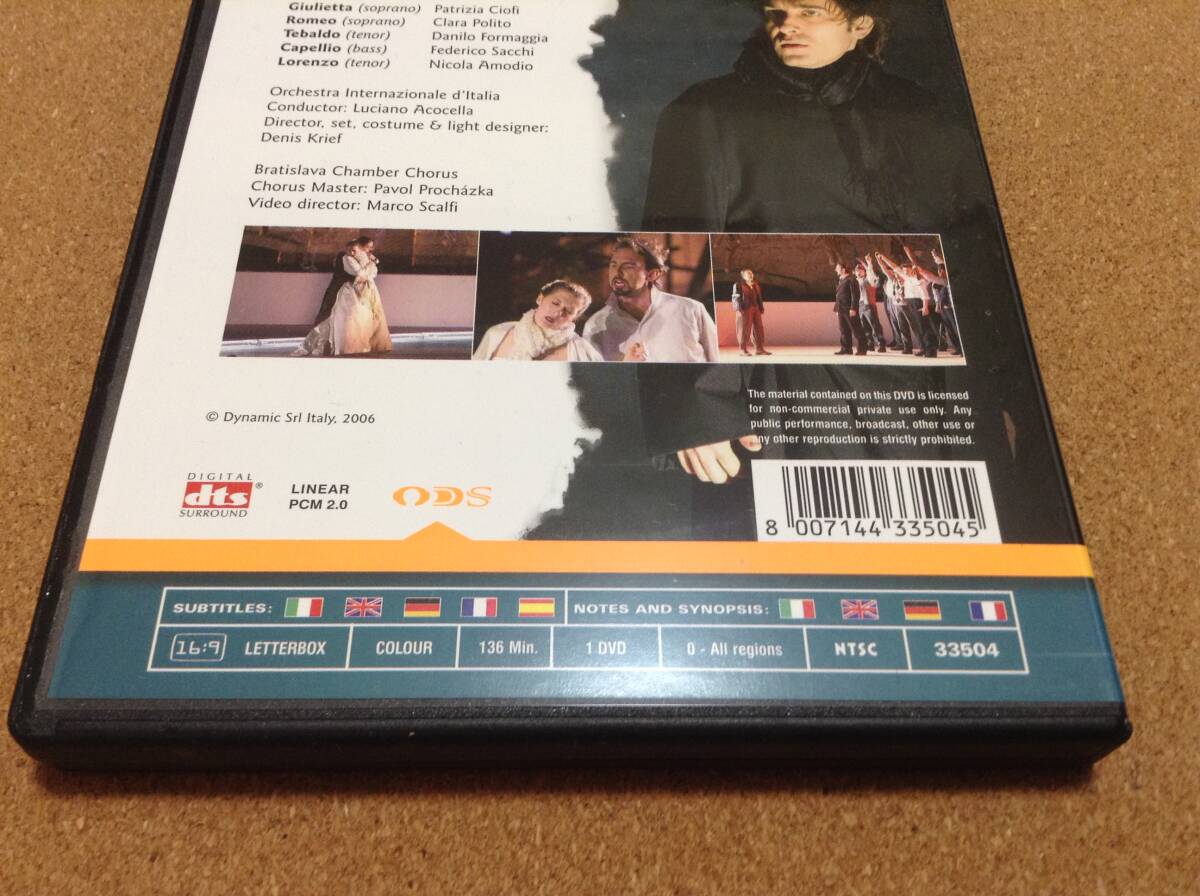 Giulietta (soprano) Patrizia Ciofi
Romeo (soprano) Clara Polito
Tebaldo (tenor) Danilo Formaggia
Capellio (bass) Federico Sacchi
Lorenzo (tenor) Nicola Amodio
Orchestra Internazionale d'Italia
Conductor: Luciano Acocella
Director, set, costume & light designer:
Denis Krief
Bratislava Chamber Chorus
Chorus Master: Pavol Procházka
Video director: Marco Scalfi
© Dynamic Srl Italy, 2006
The material contained on this DVD is licensed
for non-commercial private use only. Any
public performance, broadcast, other use or
any other reproduction is strictly prohibited.
DIGITAL
dts®
SURROUND
LINEAR
PCM 2.0
ODS
8 007144 335045
SUBTITLES: NOTES AND SYNOPSIS:
16:9 LETTERBOX COLOUR 136 Min. 1 DVD 0 - All regions NTSC 33504